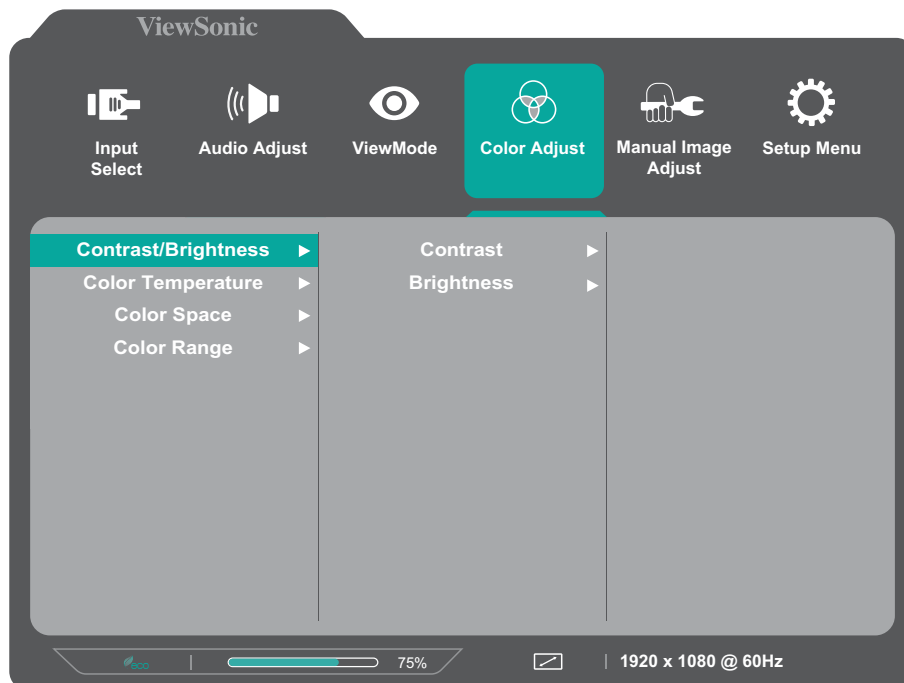 ViewSonic
Input Select
Audio Adjust
ViewMode
Color Adjust
Manual Image Adjust
Setup Menu
Contrast/Brightness
Contrast
Color Temperature
Brightness
Color Space
Color Range
eco
75%
1920 x 1080 @ 60Hz